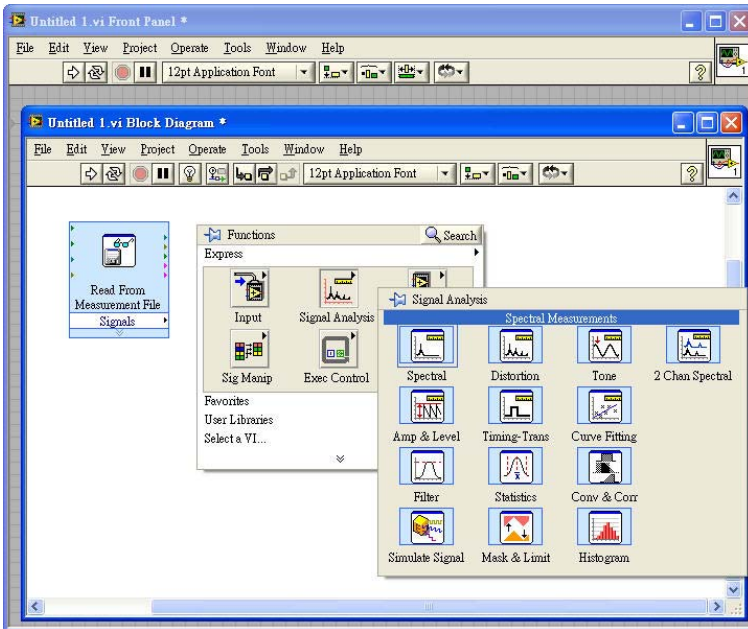 Untitled 1.vi Front Panel *
File Edit View Project Operate Tools Window Help
12pt Application Font
1
Untitled 1.vi Block Diagram *
File Edit View Project Operate Tools Window Help
12pt Application Font
1
Read From
Measurement File
Signals
Functions Search
Express
Input Signal Analysis
Sig Manip Exec Control
Favorites
User Libraries
Select a VI...
Signal Analysis
Spectral Measurements
Spectral Distortion Tone 2 Chan Spectral
Amp & Level Timing-Trans Curve Fitting
Filter Statistics Conv & Corr
Simulate Signal Mask & Limit Histogram